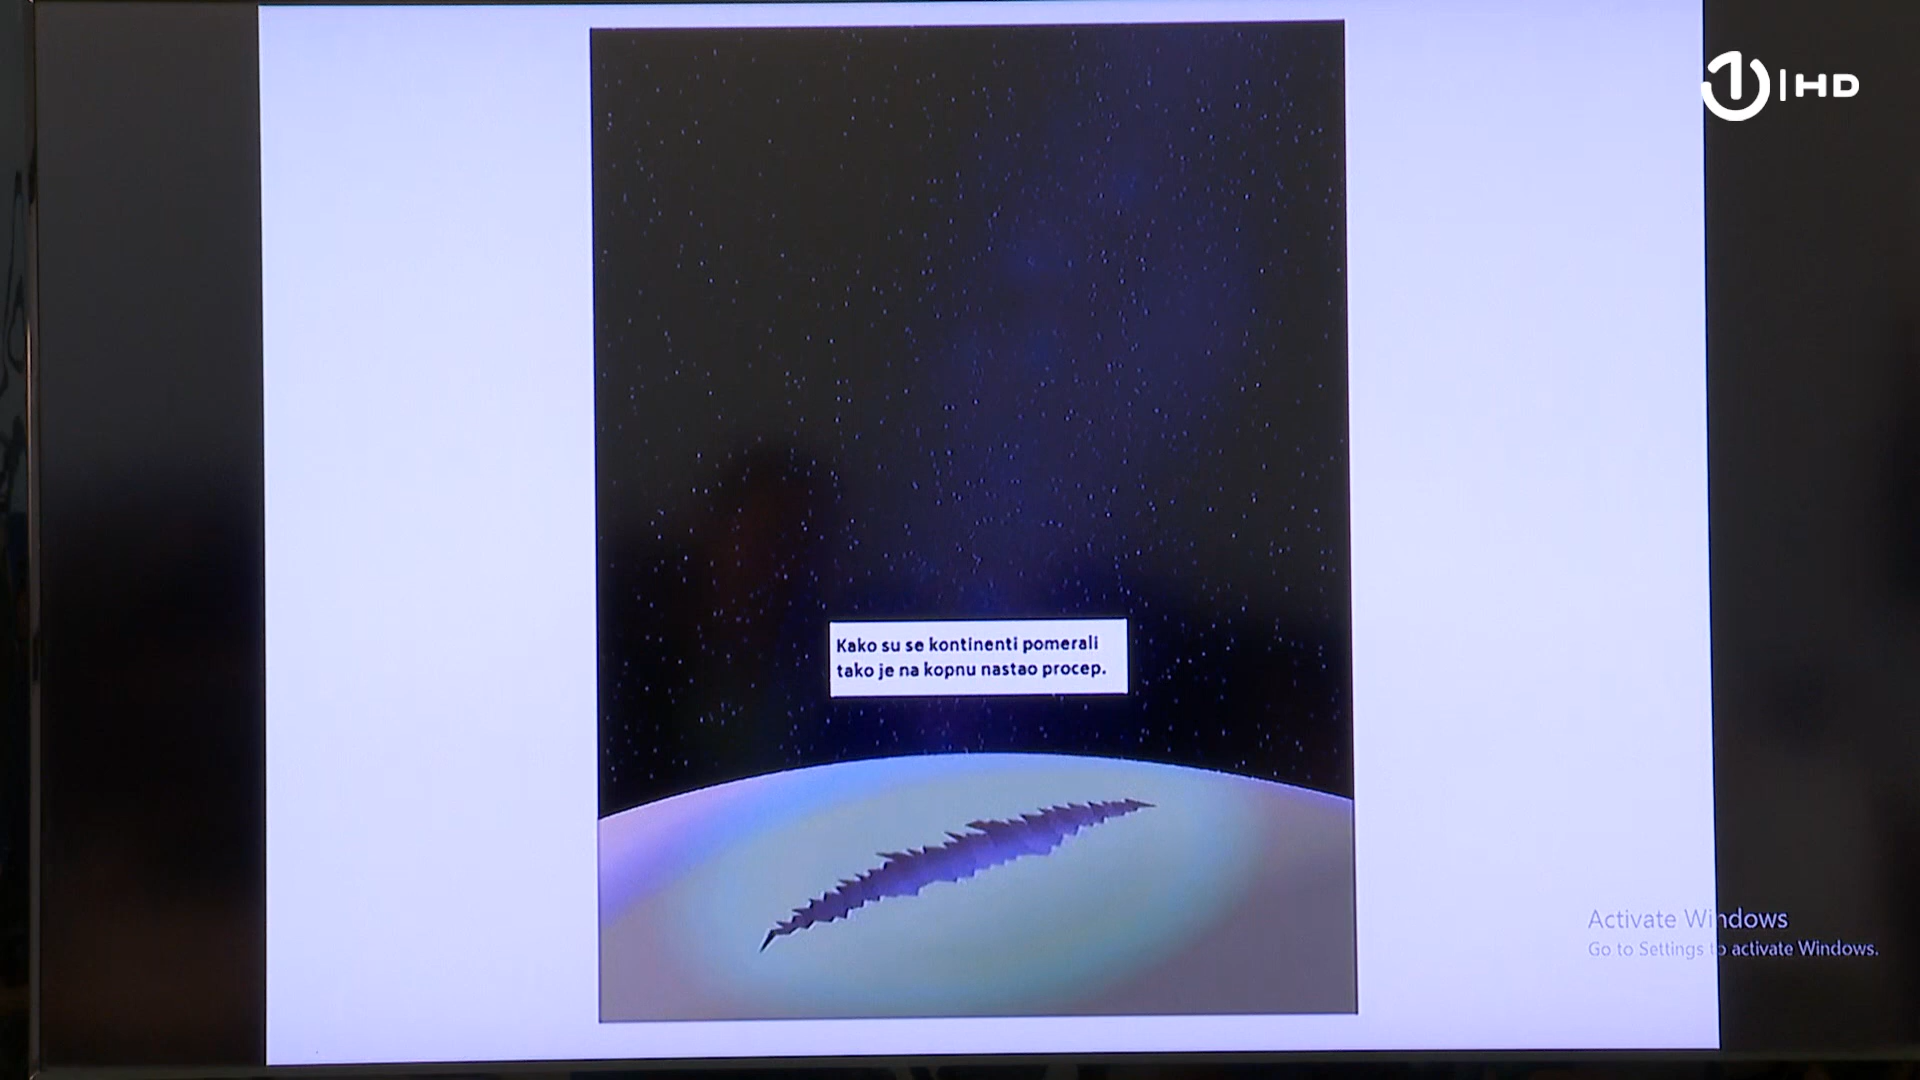 1 | HD
Kako su se kontinenti pomerali
tako je na kopnu nastao procep.
Activate Windows
Go to Settings to activate Windows.